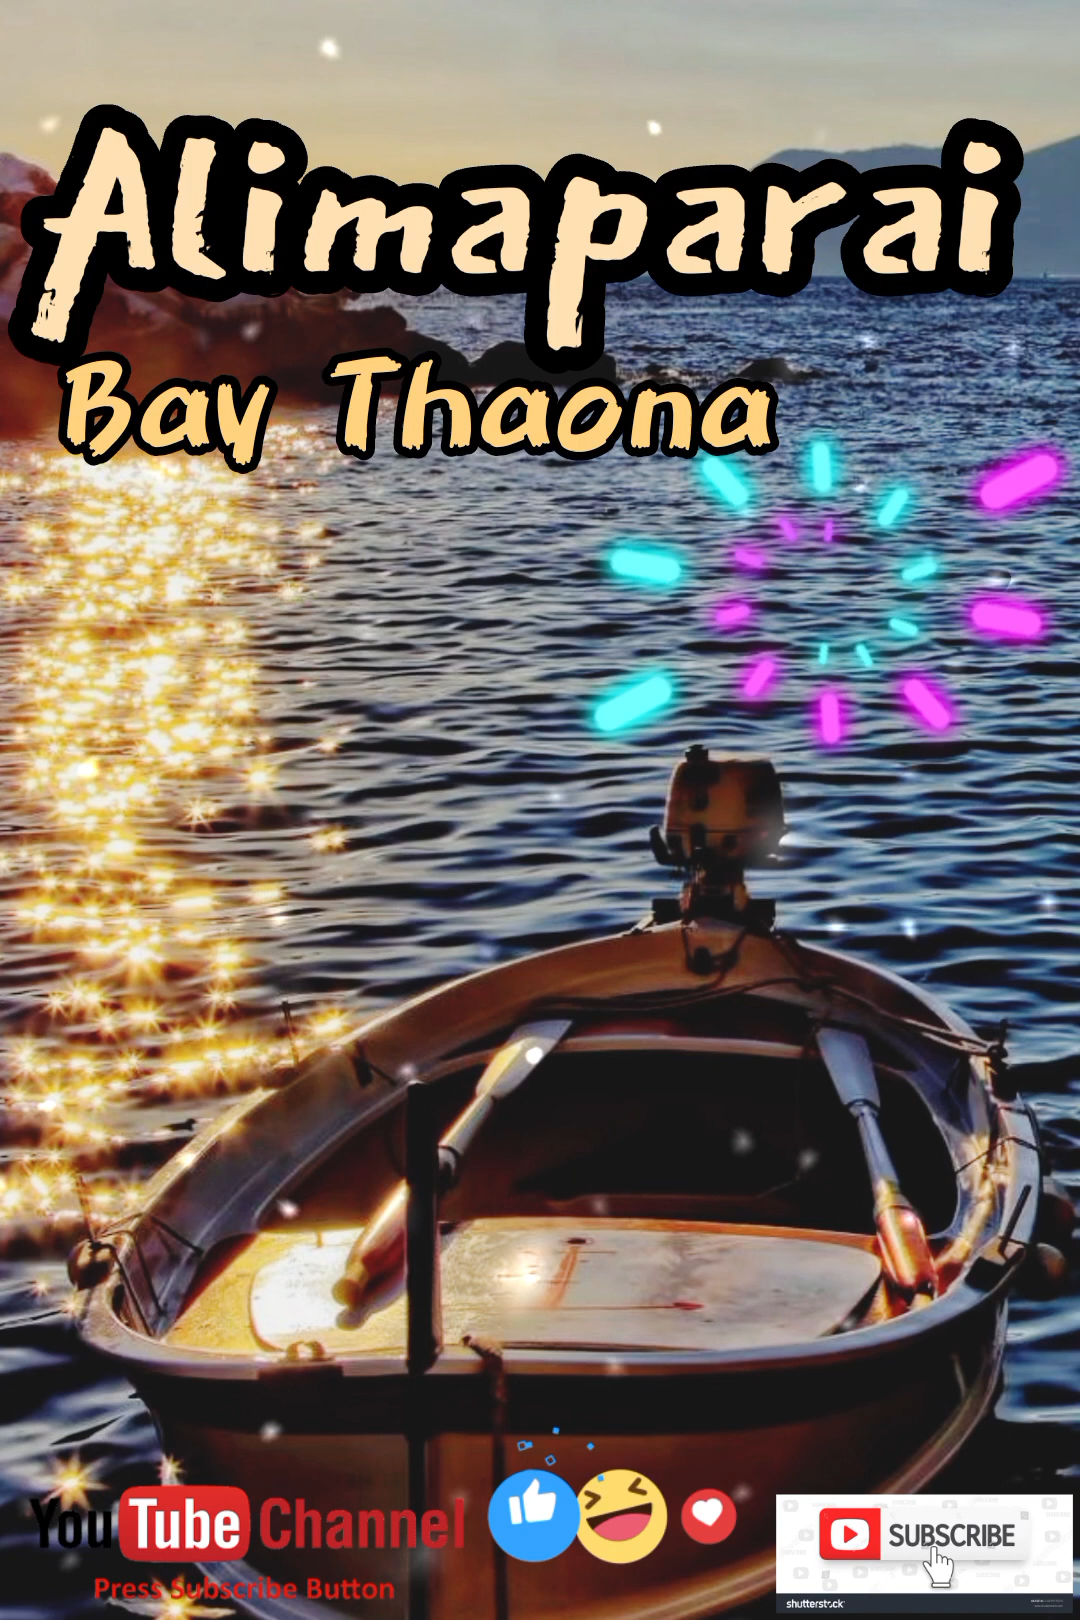 Alimaparai
Bay Thaona
YouTube Channel
Press Subscribe Button
SUBSCRIBE
shutterstock